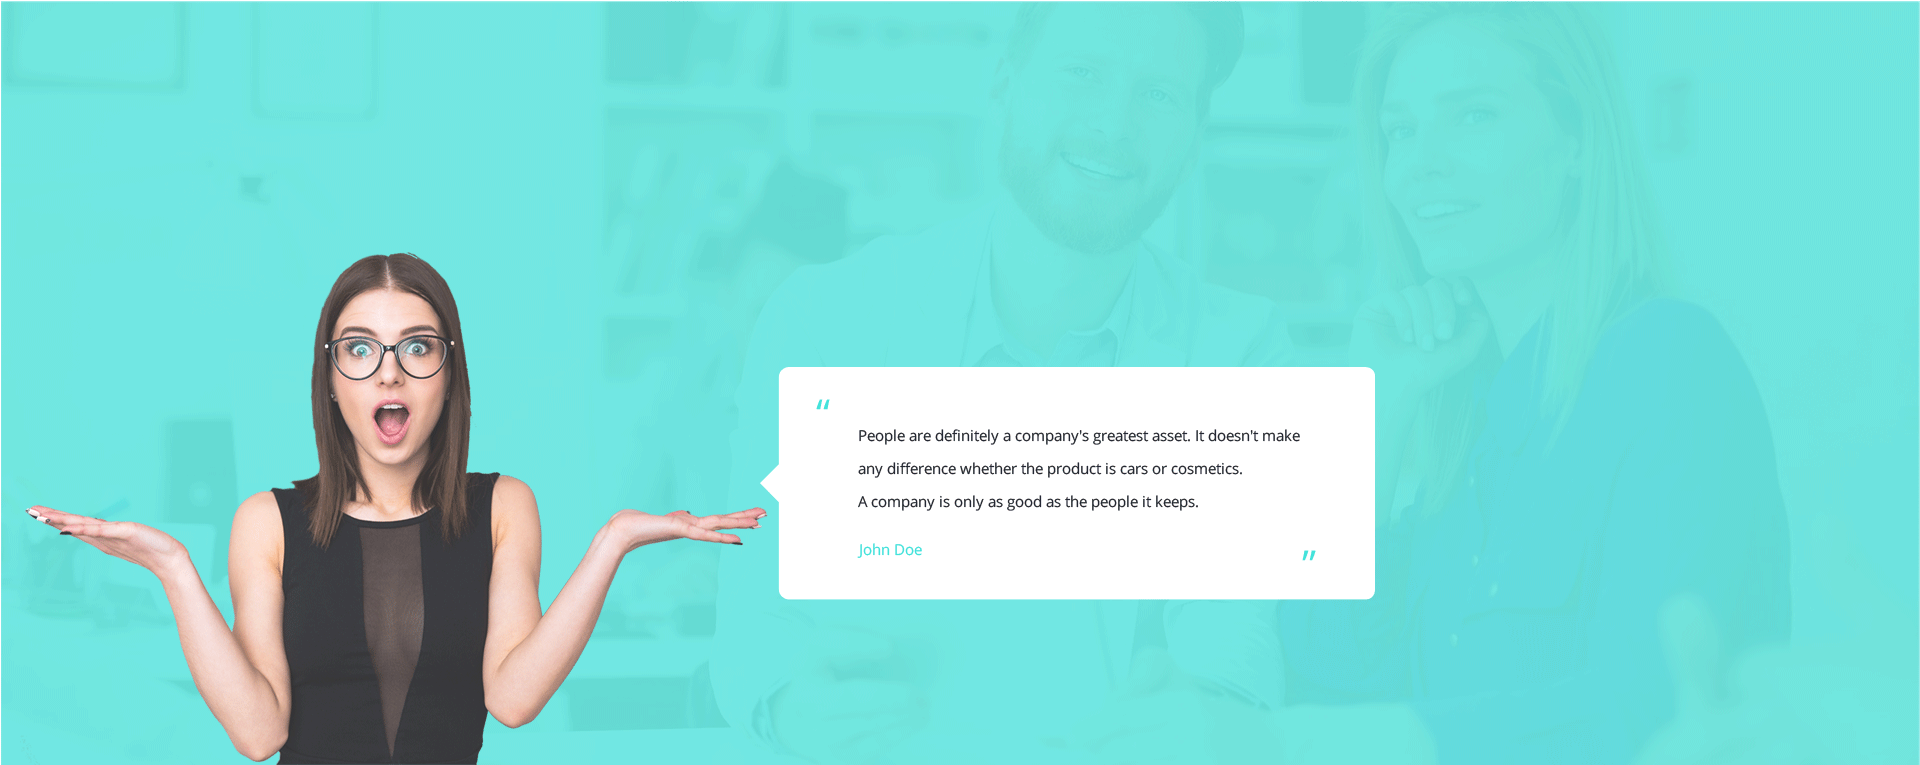 “
People are definitely a company's greatest asset. It doesn't make
any difference whether the product is cars or cosmetics.
A company is only as good as the people it keeps.
John Doe
”